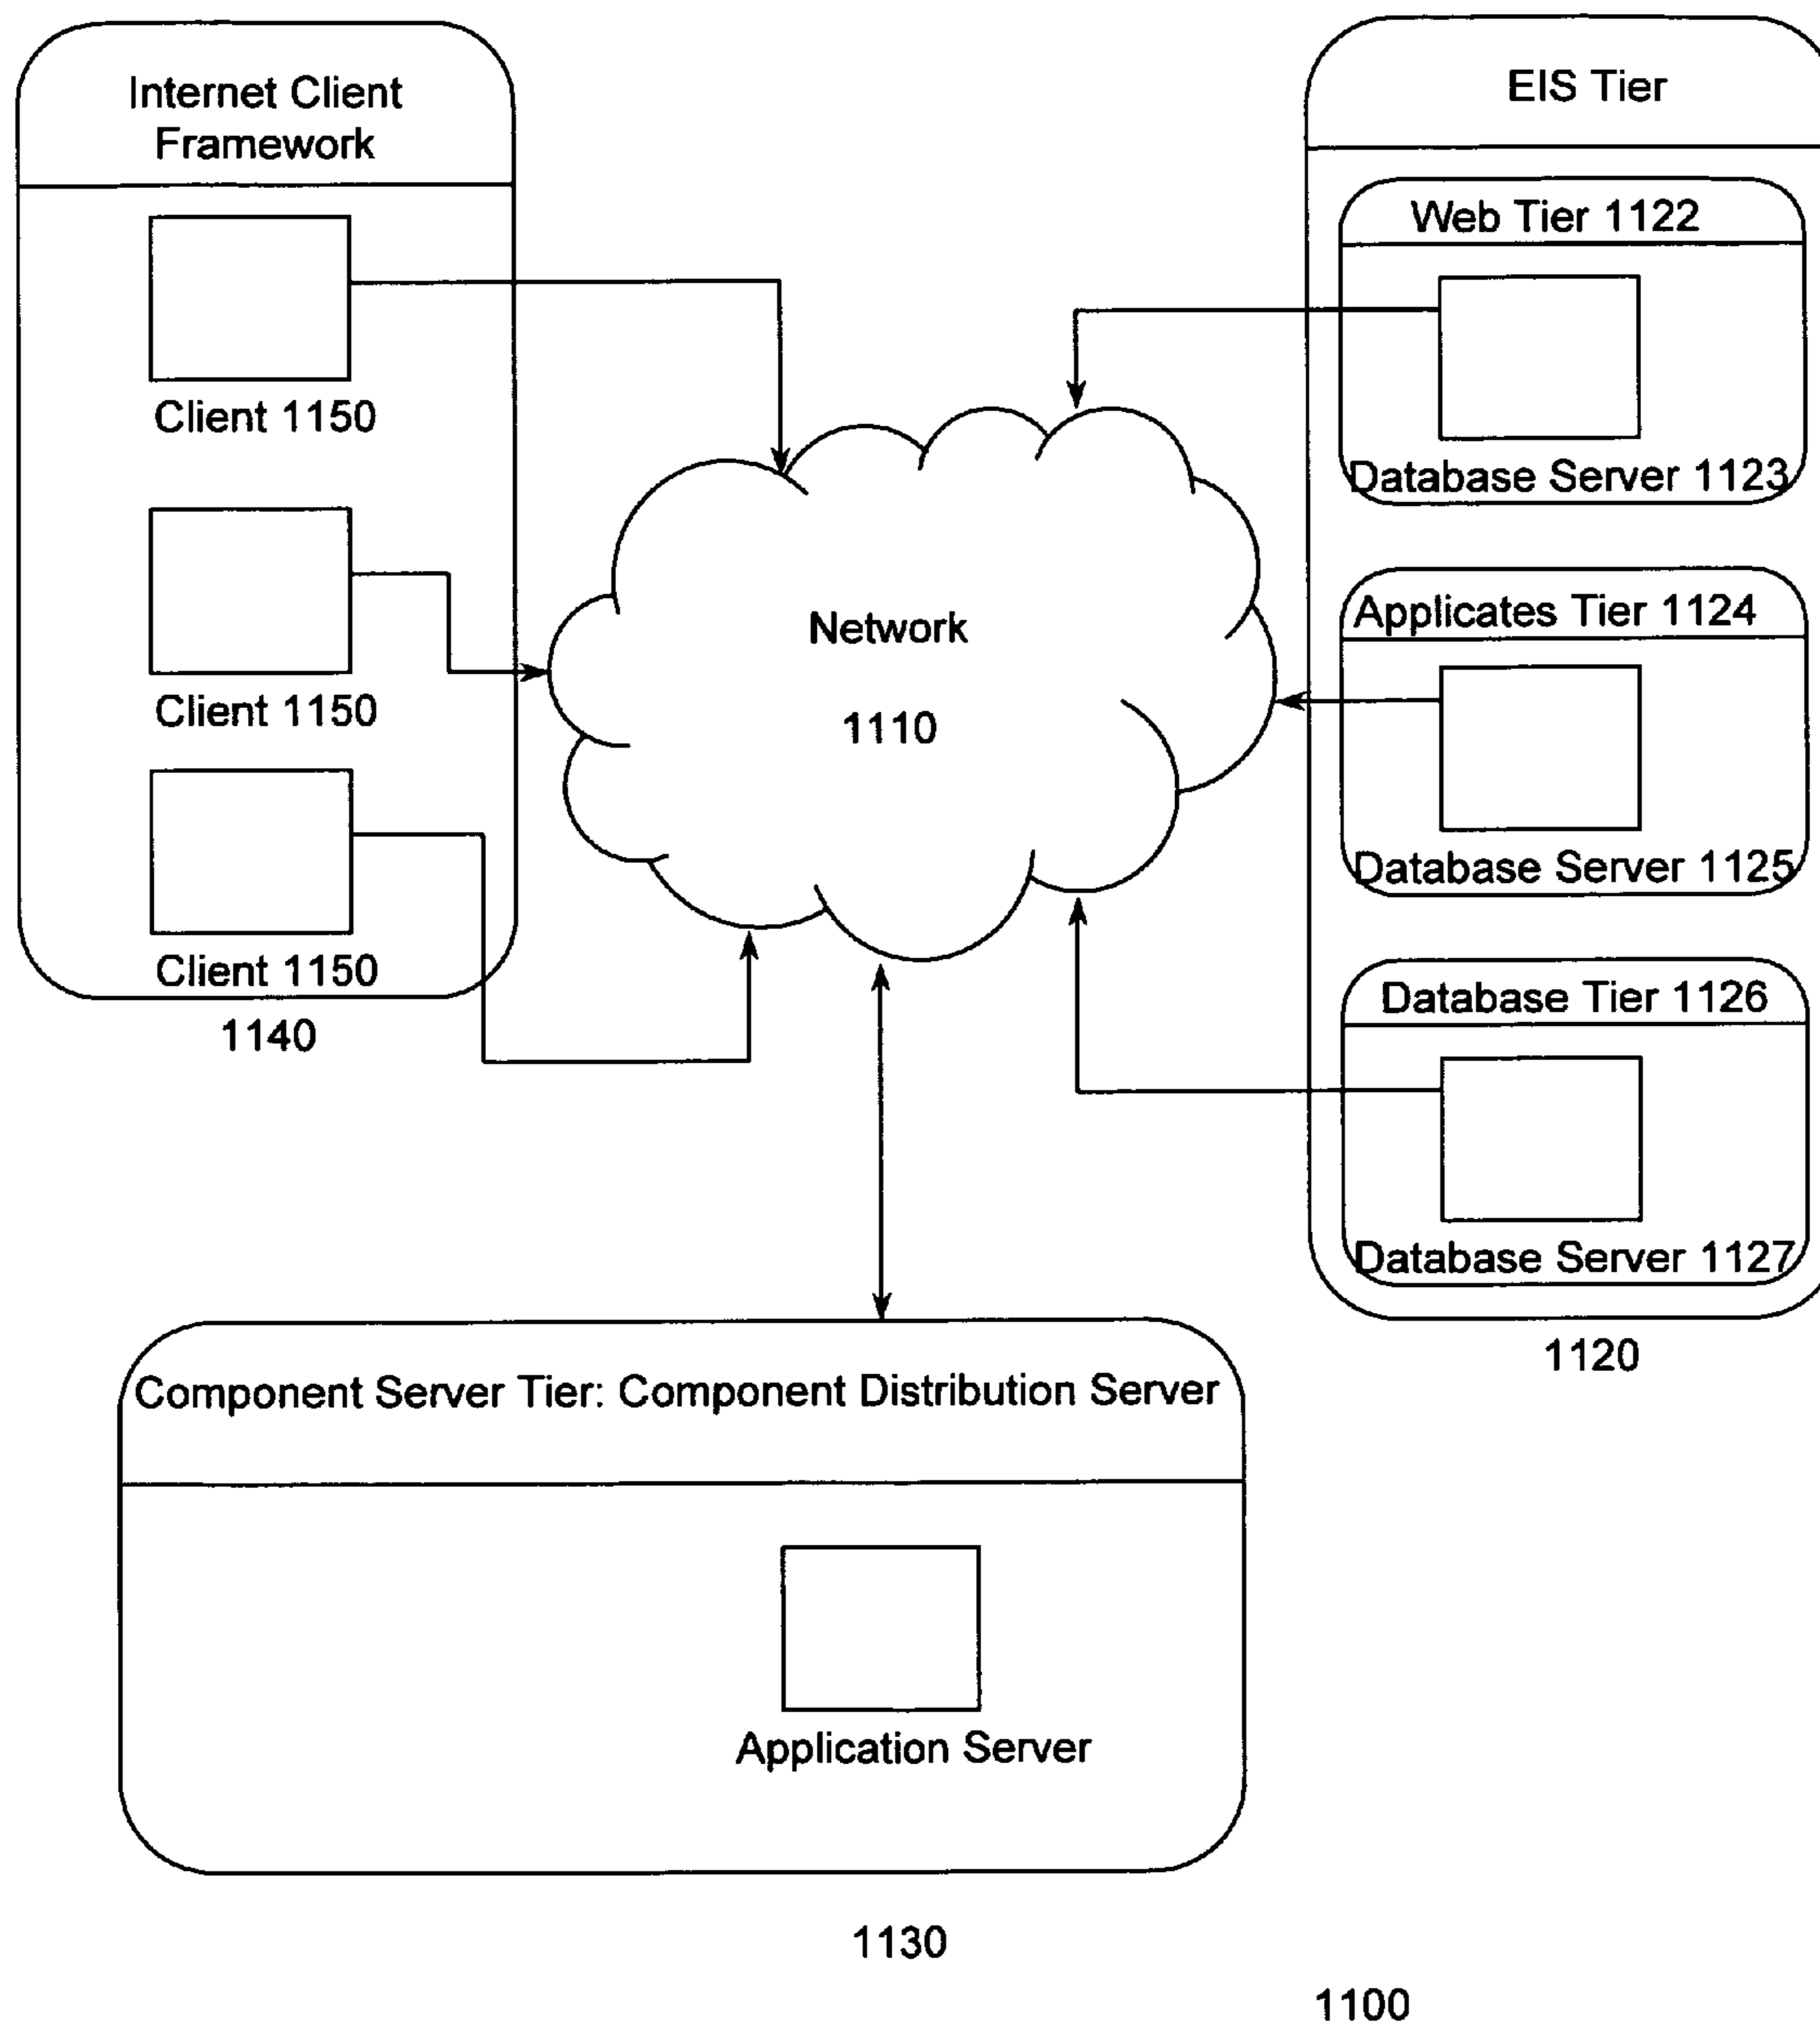 Internet Client
Framework
Client 1150
Client 1150
Client 1150
1140
Network
1110
EIS Tier
Web Tier 1122
Database Server 1123
Applicates Tier 1124
Database Server 1125
Database Tier 1126
Database Server 1127
1120
Component Server Tier: Component Distribution Server
Application Server
1130
1100